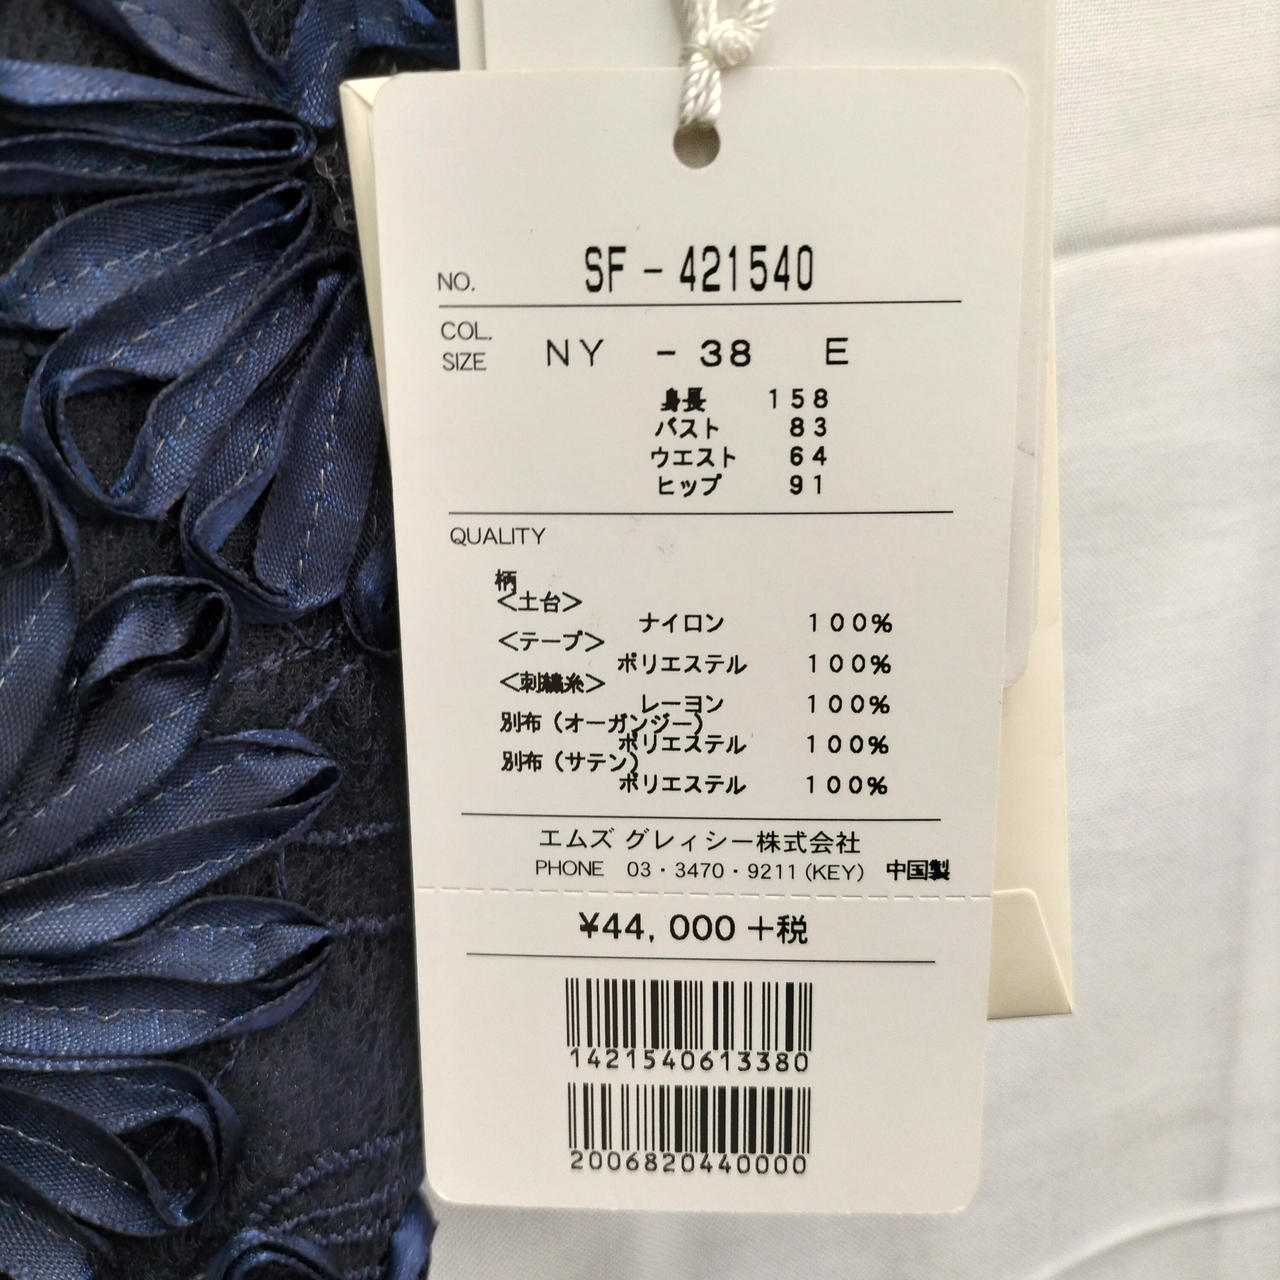 NO. SF-421540
COL.
SIZE NY -38 E
身長 158
バスト 83
ウエスト 64
ヒップ 91
QUALITY
柄
<土台>
ナイロン 100%
<テープ>
ポリエステル 100%
<刺繍糸>
レーヨン 100%
別布（オーガンジー）
ポリエステル 100%
別布（サテン）
ポリエステル 100%
エムズ グレィシー株式会社
PHONE 03・3470・9211(KEY) 中国製
¥44,000+税
1421540613380
2006820440000